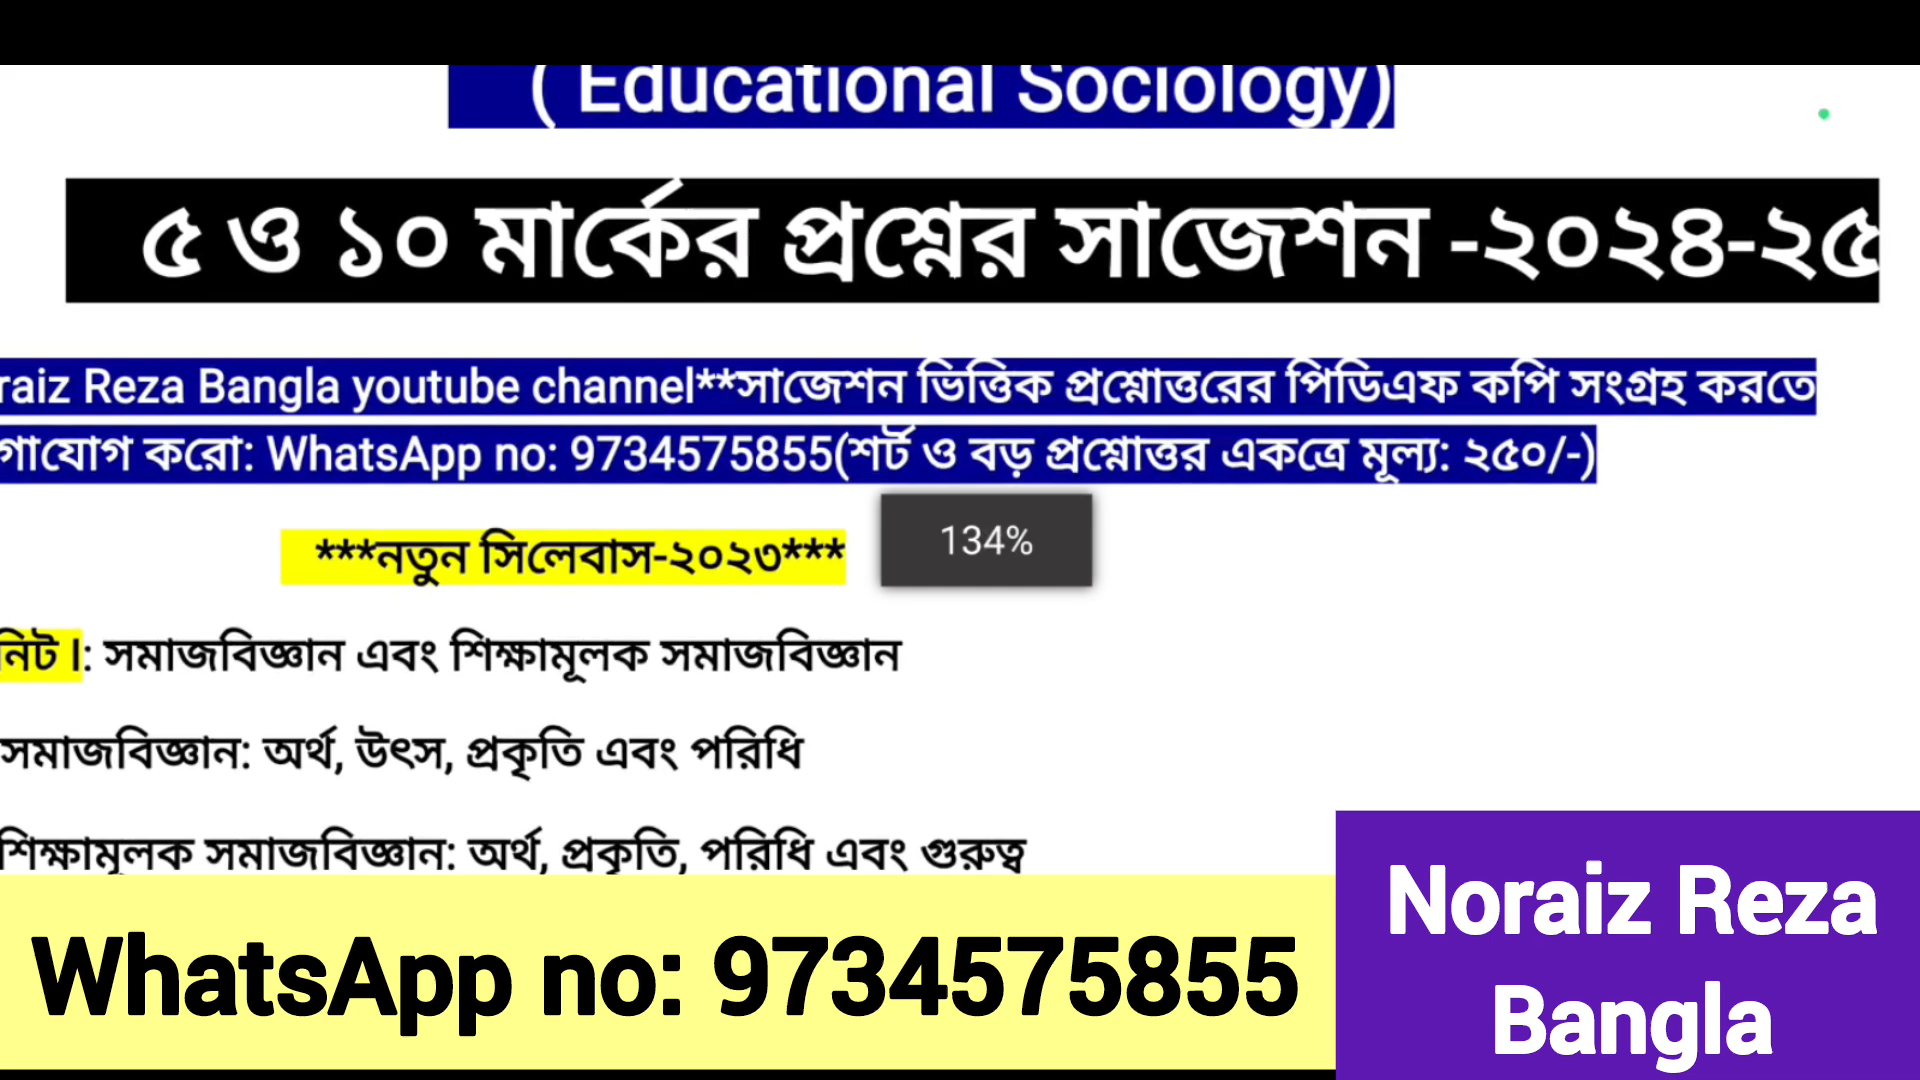 ( Educational Sociology)
৫ ও ১০ মার্কের প্রশ্নের সাজেশন -২০২৪-২৫
raiz Reza Bangla youtube channel**সাজেশন ভিত্তিক প্রশ্নোত্তরের পিডিএফ কপি সংগ্রহ করতে
গাযোগ করো: WhatsApp no: 9734575855(শর্ট ও বড় প্রশ্নোত্তর একত্রে মূল্য: ২৫০/-)
***নতুন সিলেবাস-২০২৩***
134%
নিট I: সমাজবিজ্ঞান এবং শিক্ষামূলক সমাজবিজ্ঞান
সমাজবিজ্ঞান: অর্থ, উৎস, প্রকৃতি এবং পরিধি
শিক্ষামূলক সমাজবিজ্ঞান: অর্থ, প্রকৃতি, পরিধি এবং গুরুত্ব
WhatsApp no: 9734575855
Noraiz Reza
Bangla